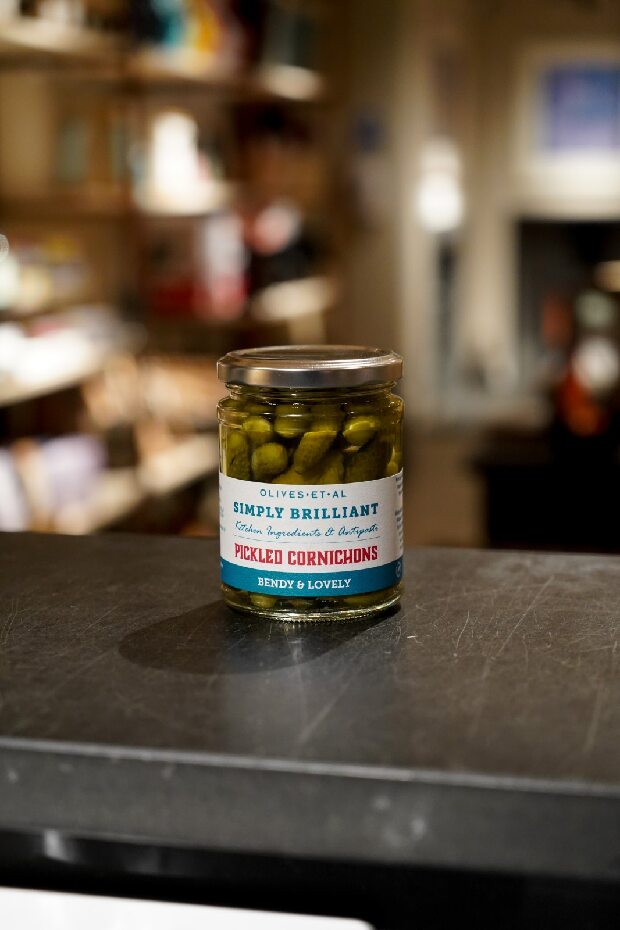 OLIVES·ET·AL
SIMPLY BRILLIANT
Kitchen Ingredients & Antipasti
PICKLED CORNICHONS
BENDY & LOVELY